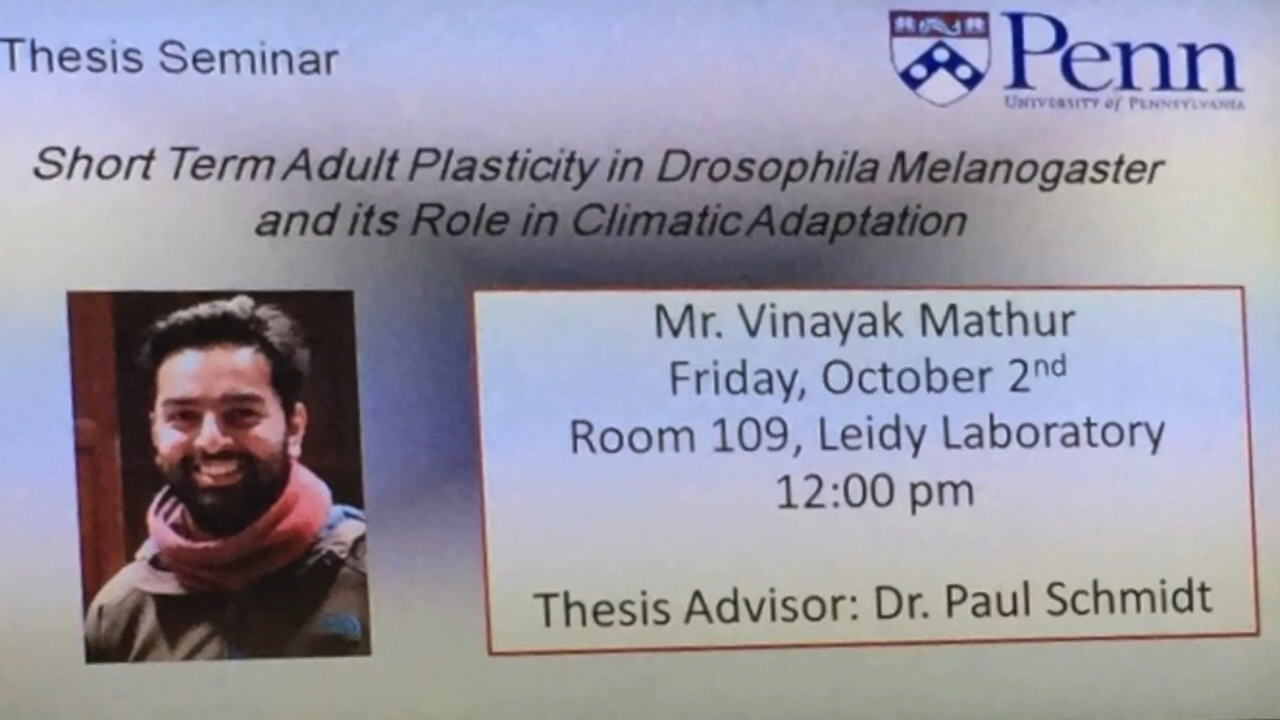 Thesis Seminar
Penn
UNIVERSITY of PENNSYLVANIA
Short Term Adult Plasticity in Drosophila Melanogaster
and its Role in Climatic Adaptation
Mr. Vinayak Mathur
Friday, October 2nd
Room 109, Leidy Laboratory
12:00 pm
Thesis Advisor: Dr. Paul Schmidt